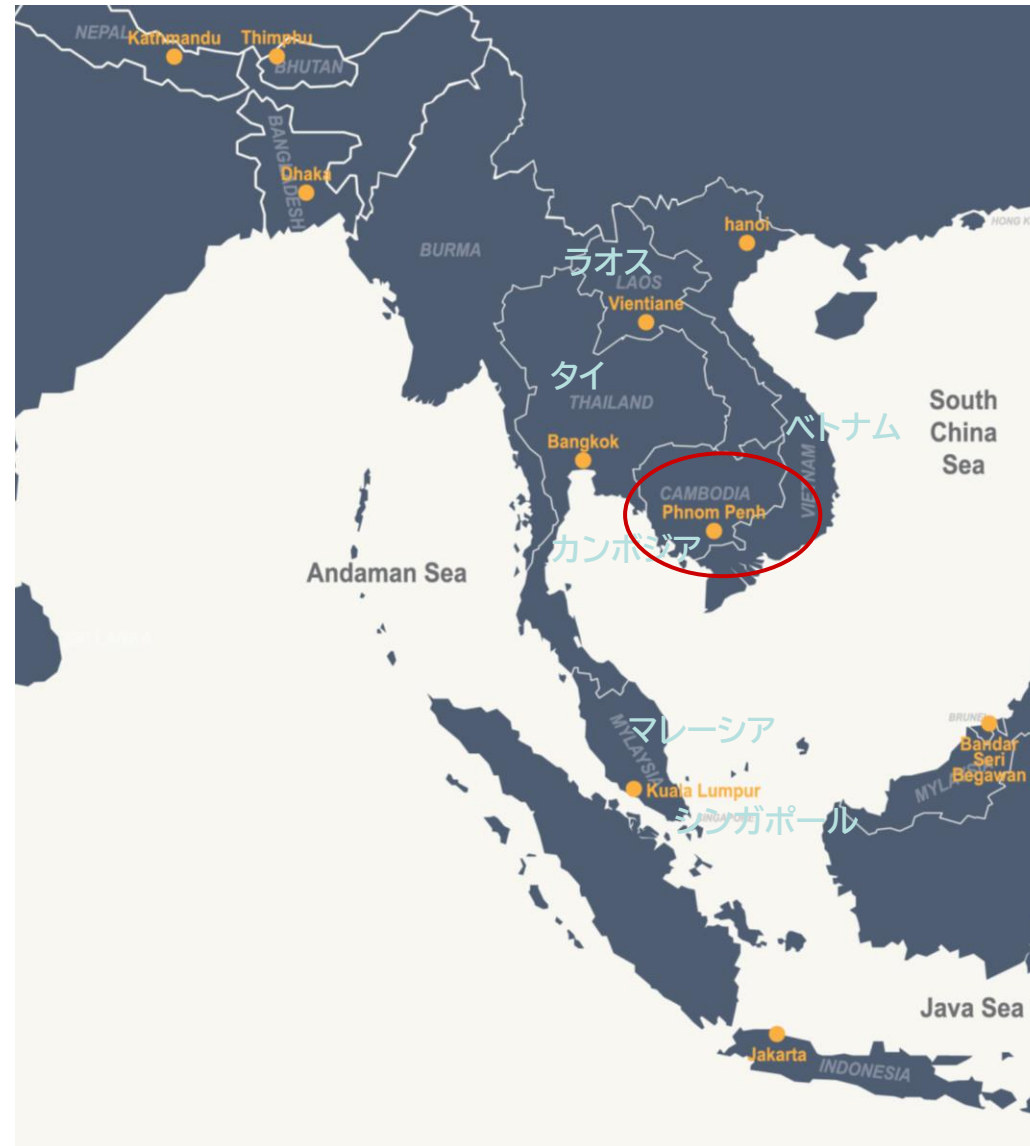 NEPAL
Kathmandu
Thimphu
BHUTAN
BANGLADESH
Dhaka
BURMA
hanoi
HONG K
ラオス
LAOS
Vientiane
タイ
THAILAND
ベトナム
VIETNAM
South
China
Sea
Bangkok
CAMBODIA
Phnom Penh
カンボジア
Andaman Sea
マレーシア
MYLAYSIA
Kuala Lumpur
シンガポール
SINGAPORE
BRUNEI
Bandar
Seri
Begawan
MYLAYSIA
Java Sea
Jakarta
INDONESIA